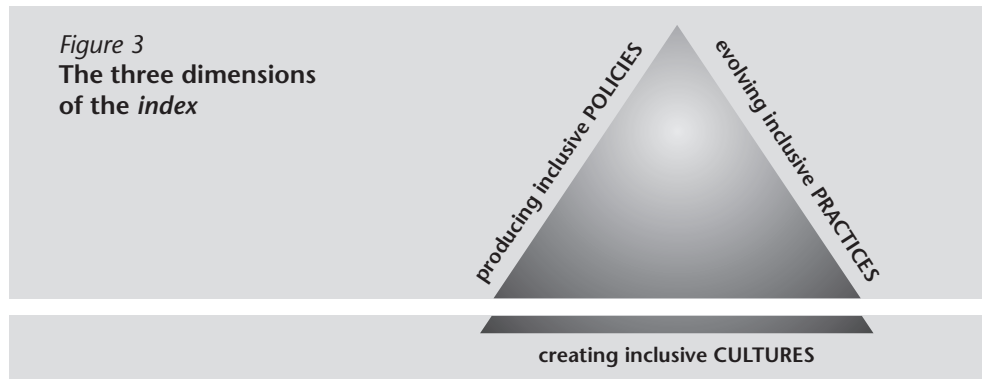 Figure 3
The three dimensions
of the index
producing inclusive POLICIES
evolving inclusive PRACTICES
creating inclusive CULTURES